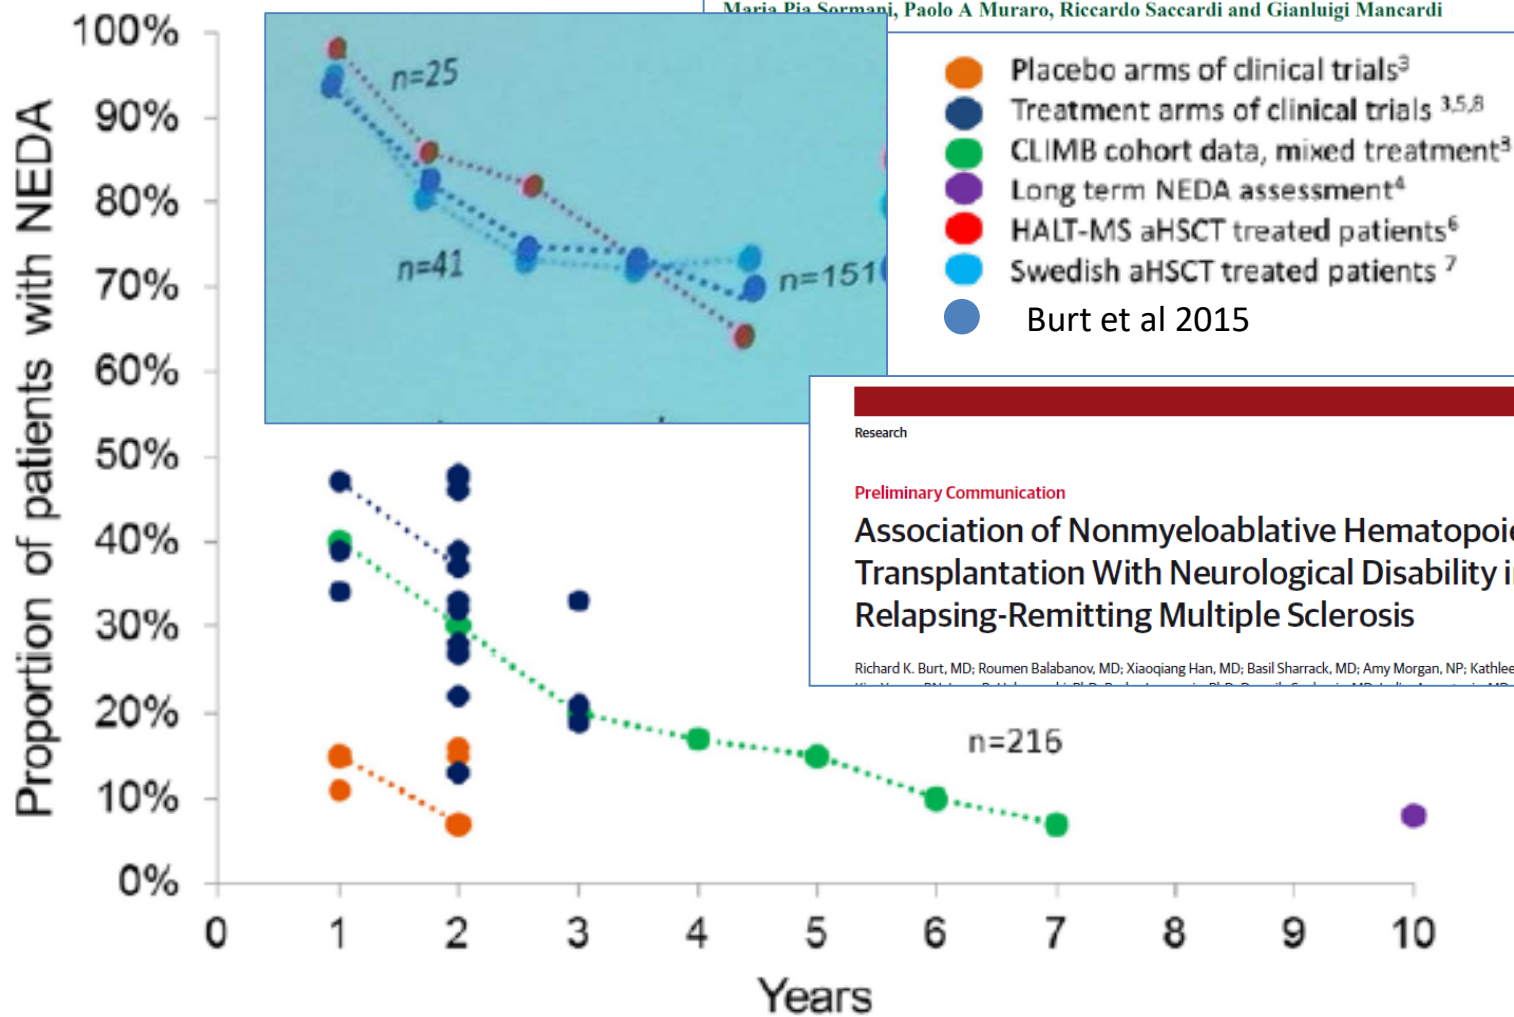 Maria Pia Sormani, Paolo A Muraro, Riccardo Saccardi and Gianluigi Mancardi
Proportion of patients with NEDA
100%
90%
80%
70%
60%
50%
40%
30%
20%
10%
0%
n=25
n=41
n=151
Placebo arms of clinical trials³
Treatment arms of clinical trials ³,⁵,⁸
CLIMB cohort data, mixed treatment³
Long term NEDA assessment⁴
HALT-MS aHSCT treated patients⁶
Swedish aHSCT treated patients ⁷
Burt et al 2015
Research
Preliminary Communication
Association of Nonmyeloablative Hematopoie
Transplantation With Neurological Disability i
Relapsing-Remitting Multiple Sclerosis
Richard K. Burt, MD; Roumen Balabanov, MD; Xiaoqiang Han, MD; Basil Sharrack, MD; Amy Morgan, NP; Kathlee
n=216
0 1 2 3 4 5 6 7 8 9 10
Years